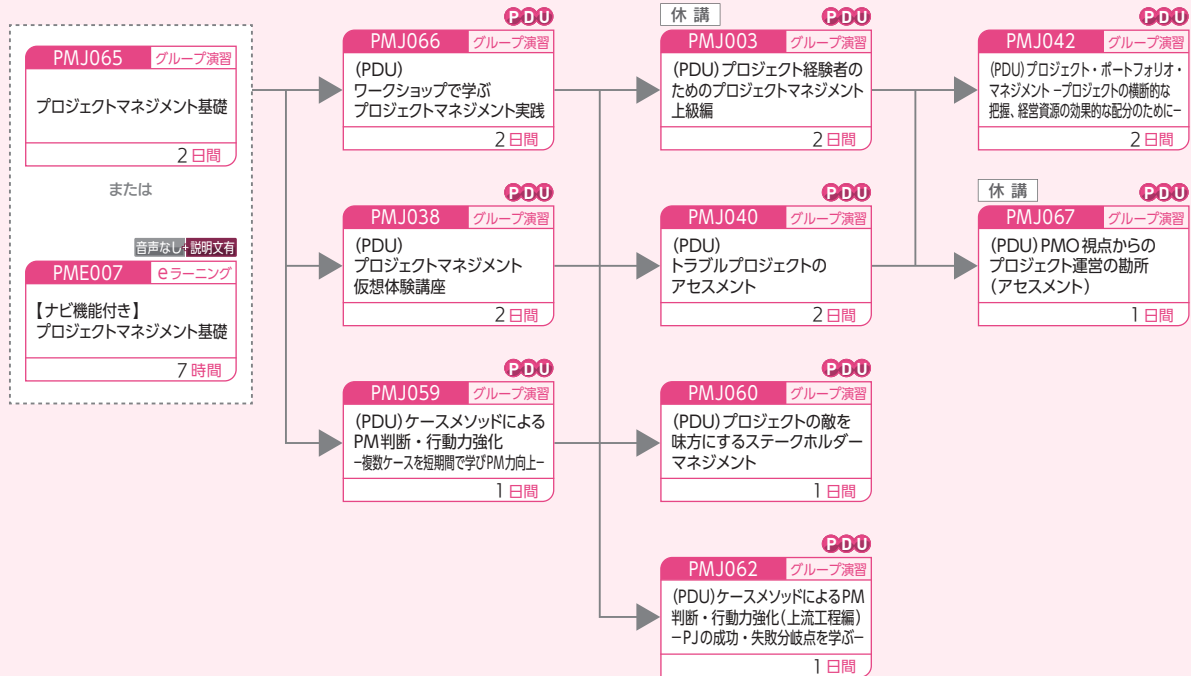 PMJ065 グループ演習
プロジェクトマネジメント基礎
2日間
または
音声なし+説明文有
PME007 eラーニング
【ナビ機能付き】
プロジェクトマネジメント基礎
7時間
PDU
PMJ066 グループ演習
(PDU)
ワークショップで学ぶ
プロジェクトマネジメント実践
2日間
PDU
PMJ038 グループ演習
(PDU)
プロジェクトマネジメント
仮想体験講座
2日間
PDU
PMJ059 グループ演習
(PDU)ケースメソッドによる
PM判断・行動力強化
−複数ケースを短期間で学びPM力向上−
1日間
休講 PDU
PMJ003 グループ演習
(PDU)プロジェクト経験者の
ためのプロジェクトマネジメント
上級編
2日間
PDU
PMJ040 グループ演習
(PDU)
トラブルプロジェクトの
アセスメント
2日間
PDU
PMJ060 グループ演習
(PDU)プロジェクトの敵を
味方にするステークホルダー
マネジメント
1日間
PDU
PMJ062 グループ演習
(PDU)ケースメソッドによるPM
判断・行動力強化(上流工程編)
−PJの成功・失敗分岐点を学ぶ−
1日間
PDU
PMJ042 グループ演習
(PDU)プロジェクト・ポートフォリオ・
マネジメント −プロジェクトの横断的な
把握、経営資源の効果的な配分のために−
2日間
休講 PDU
PMJ067 グループ演習
(PDU)PMO視点からの
プロジェクト運営の勘所
(アセスメント)
1日間